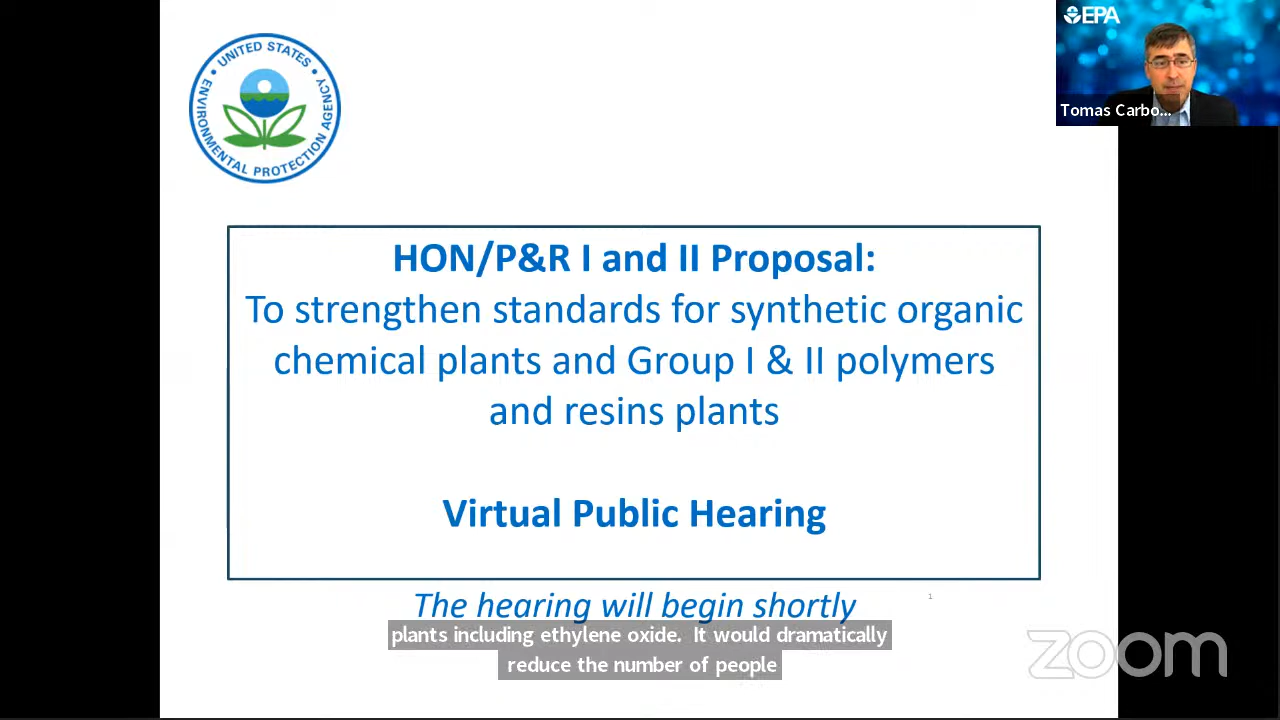 UNITED STATES
ENVIRONMENTAL PROTECTION AGENCY
EPA
Tomas Carbo...
HON/P&R I and II Proposal:
To strengthen standards for synthetic organic
chemical plants and Group I & II polymers
and resins plants
Virtual Public Hearing
The hearing will begin shortly
1
plants including ethylene oxide. It would dramatically
reduce the number of people
zoom